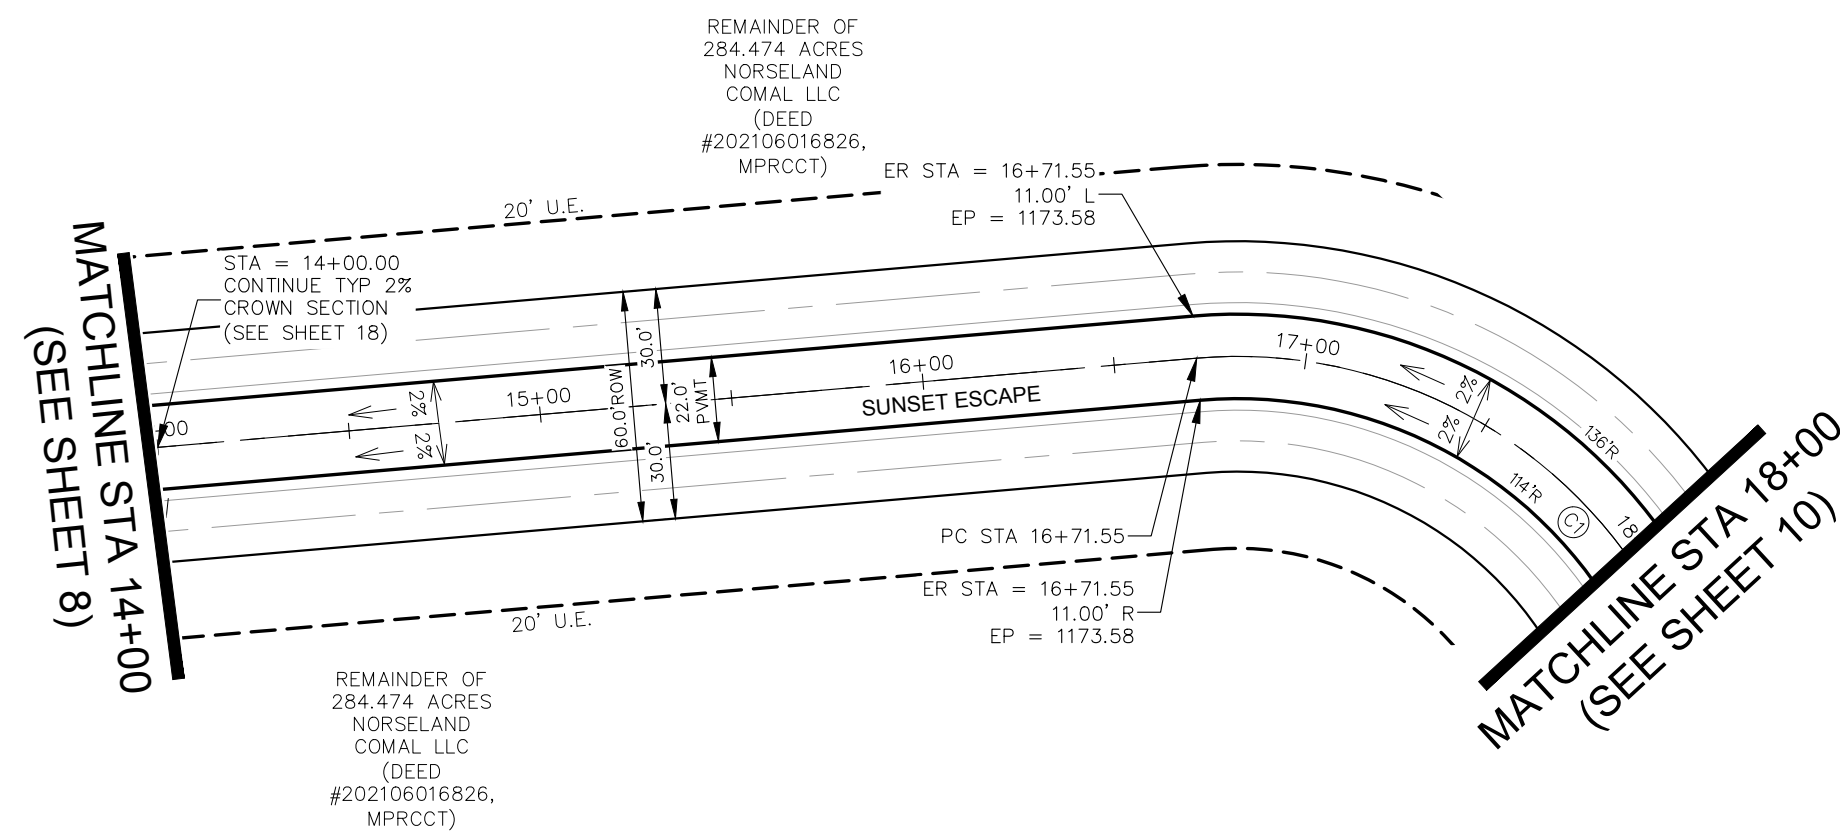 REMAINDER OF
284.474 ACRES
NORSELAND
COMAL LLC
(DEED
#202106016826,
MPRCCT)
ER STA = 16+71.55
11.00' L
EP = 1173.58
20' U.E.
MATCHLINE STA 14+00
(SEE SHEET 8)
STA = 14+00.00
CONTINUE TYP 2%
CROWN SECTION
(SEE SHEET 18)
+00
2%
2%
15+00
60.0'ROW
30.0'
30.0'
22.0'
PVMT
16+00
SUNSET ESCAPE
17+00
2%
2%
136'R
114'R
C1
18
MATCHLINE STA 18+00
(SEE SHEET 10)
PC STA 16+71.55
ER STA = 16+71.55
11.00' R
EP = 1173.58
20' U.E.
REMAINDER OF
284.474 ACRES
NORSELAND
COMAL LLC
(DEED
#202106016826,
MPRCCT)